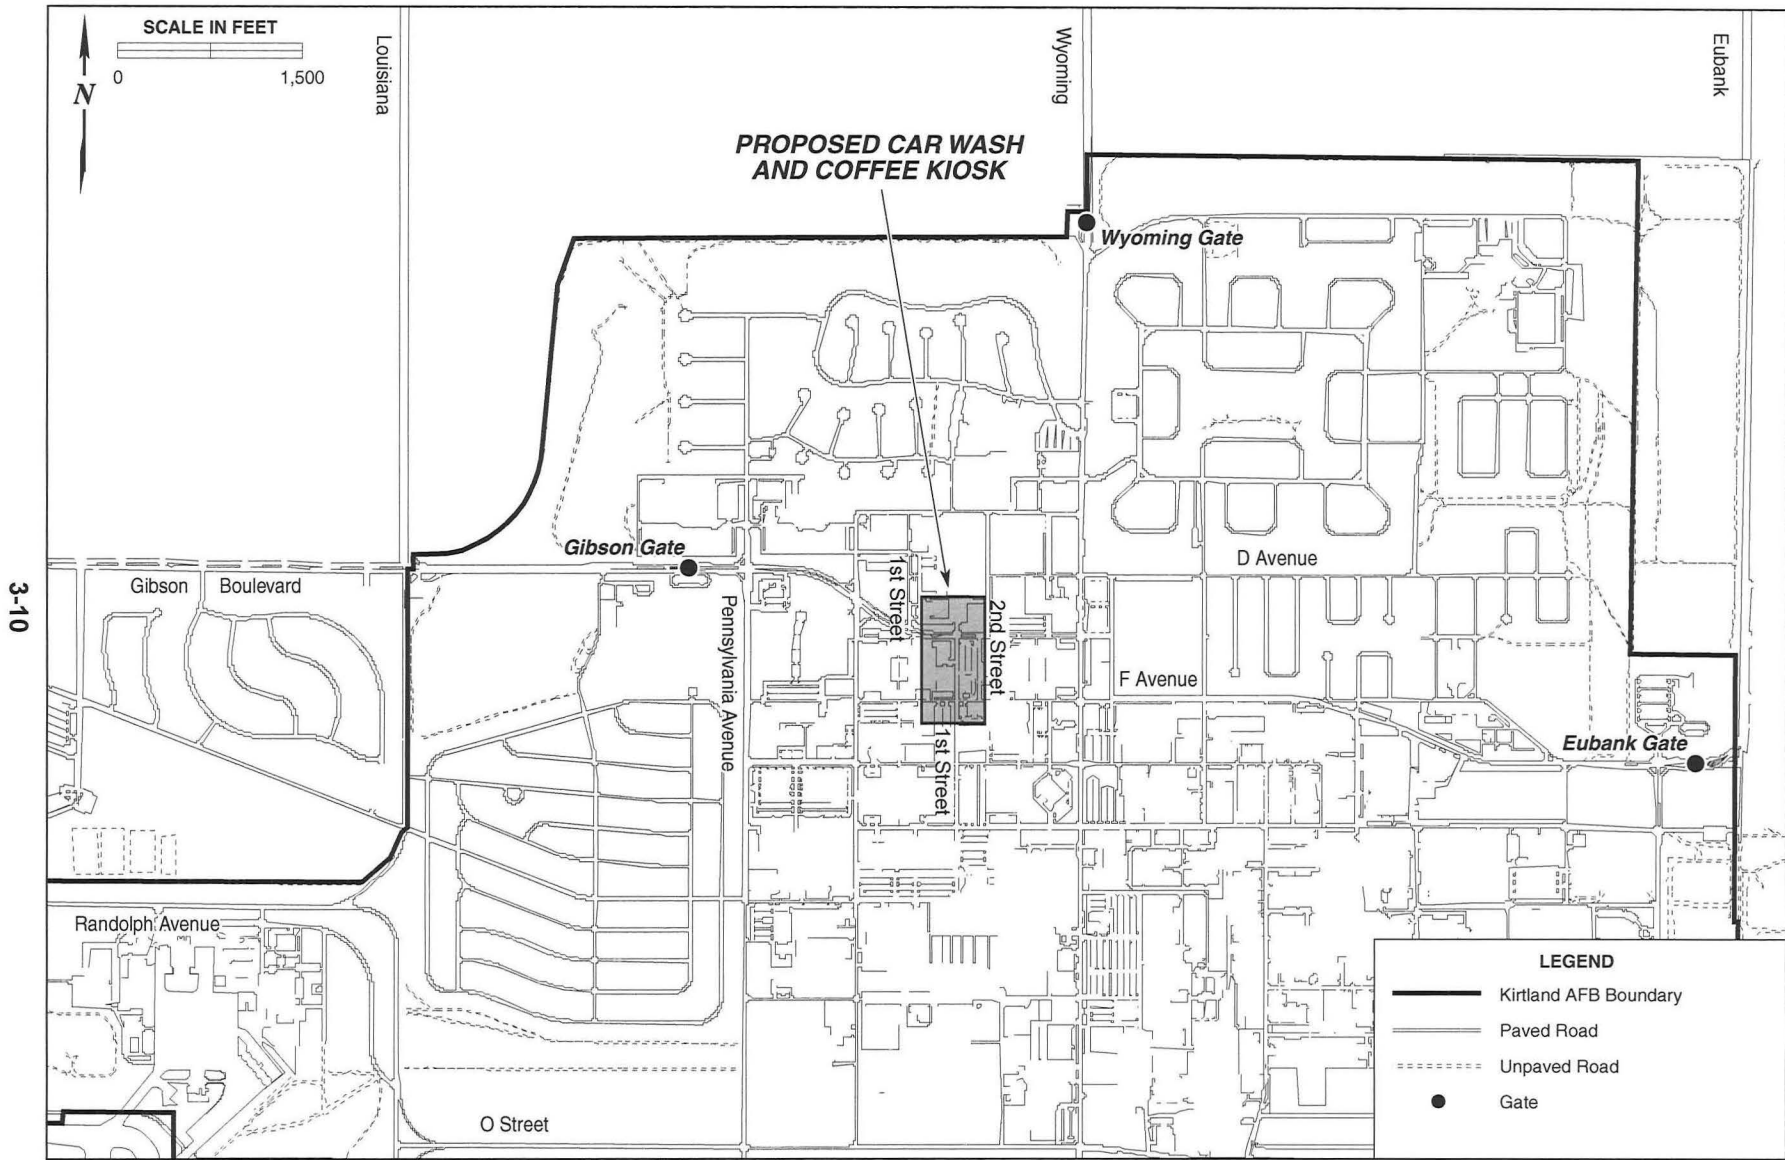 SCALE IN FEET
0 1,500
N
Louisiana
Wyoming
Eubank
PROPOSED CAR WASH
AND COFFEE KIOSK
Wyoming Gate
Gibson Gate
D Avenue
Gibson Boulevard
1st Street
2nd Street
Pennsylvania Avenue
F Avenue
1st Street
Eubank Gate
Randolph Avenue
O Street
LEGEND
Kirtland AFB Boundary
Paved Road
Unpaved Road
Gate
3-10